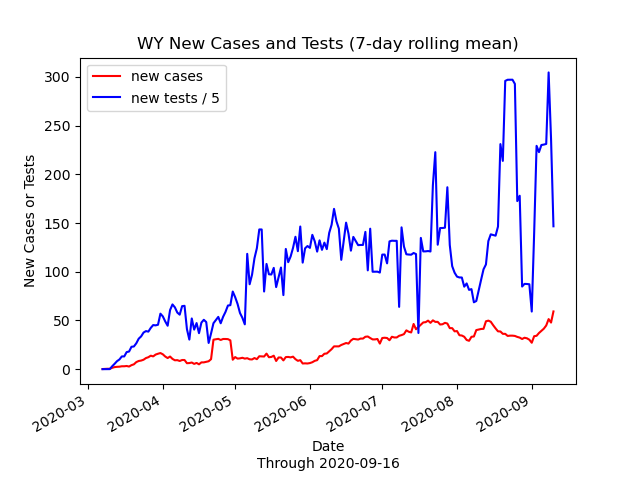 WY New Cases and Tests (7-day rolling mean)
new cases
new tests / 5
New Cases or Tests
300
250
200
150
100
50
0
2020-03
2020-04
2020-05
2020-06
2020-07
2020-08
2020-09
Date
Through 2020-09-16